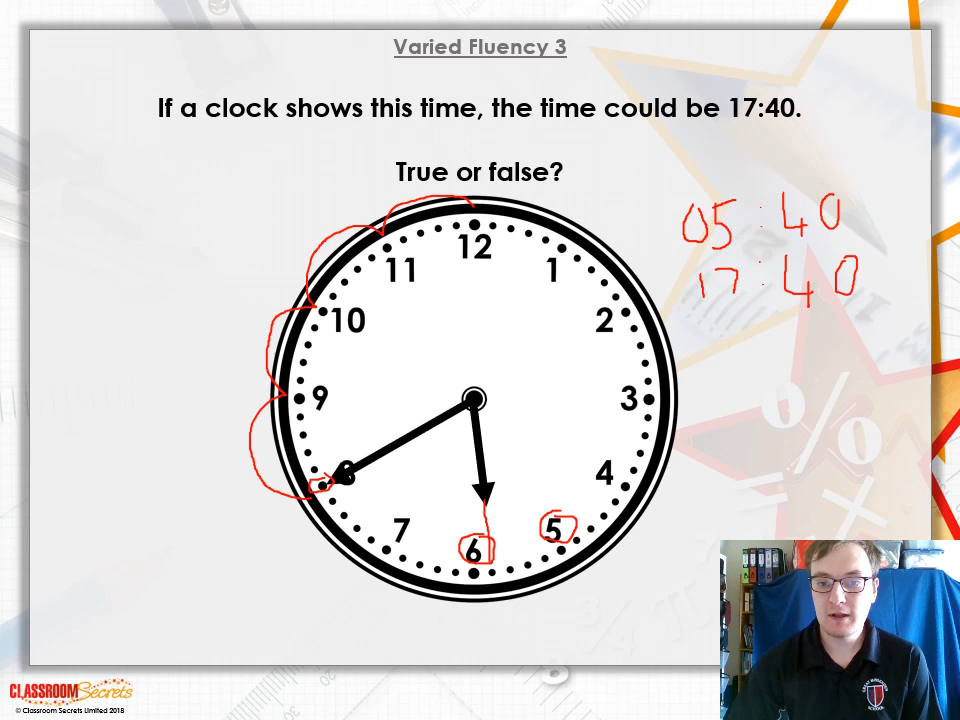 Varied Fluency 3
If a clock shows this time, the time could be 17:40.
True or false?
05:40
17:40
12
11
1
10
2
9
3
8
4
7
5
6
CLASSROOM Secrets
© Classroom Secrets Limited 2018